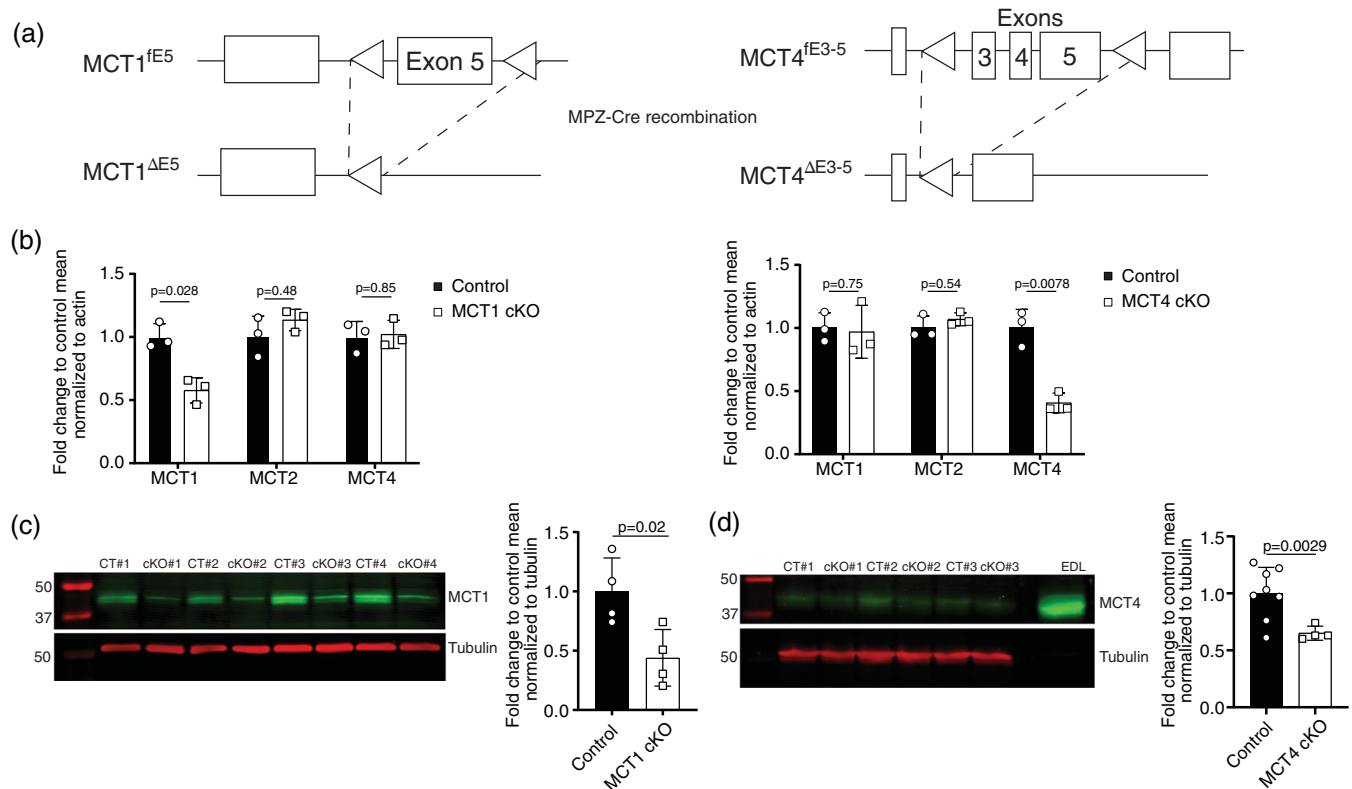 (a)
MCT1fE5
Exon 5
MCT1ΔE5
MPZ-Cre recombination
Exons
MCT4fE3-5
3 4 5
MCT4ΔE3-5
(b)
Fold change to control mean
normalized to actin
1.5
1.0
0.5
0.0
p=0.028
p=0.48
p=0.85
Control
MCT1 cKO
MCT1 MCT2 MCT4
Fold change to control mean
normalized to actin
1.5
1.0
0.5
0.0
p=0.75
p=0.54
p=0.0078
Control
MCT4 cKO
MCT1 MCT2 MCT4
(c)
CT#1 cKO#1 CT#2 cKO#2 CT#3 cKO#3 CT#4 cKO#4
50
37
50
MCT1
Tubulin
Fold change to control mean
normalized to tubulin
1.5
1.0
0.5
0.0
p=0.02
Control
MCT1 cKO
(d)
CT#1 cKO#1 CT#2 cKO#2 CT#3 cKO#3 EDL
50
37
50
MCT4
Tubulin
Fold change to control mean
normalized to tubulin
1.5
1.0
0.5
0.0
p=0.0029
Control
MCT4 cKO